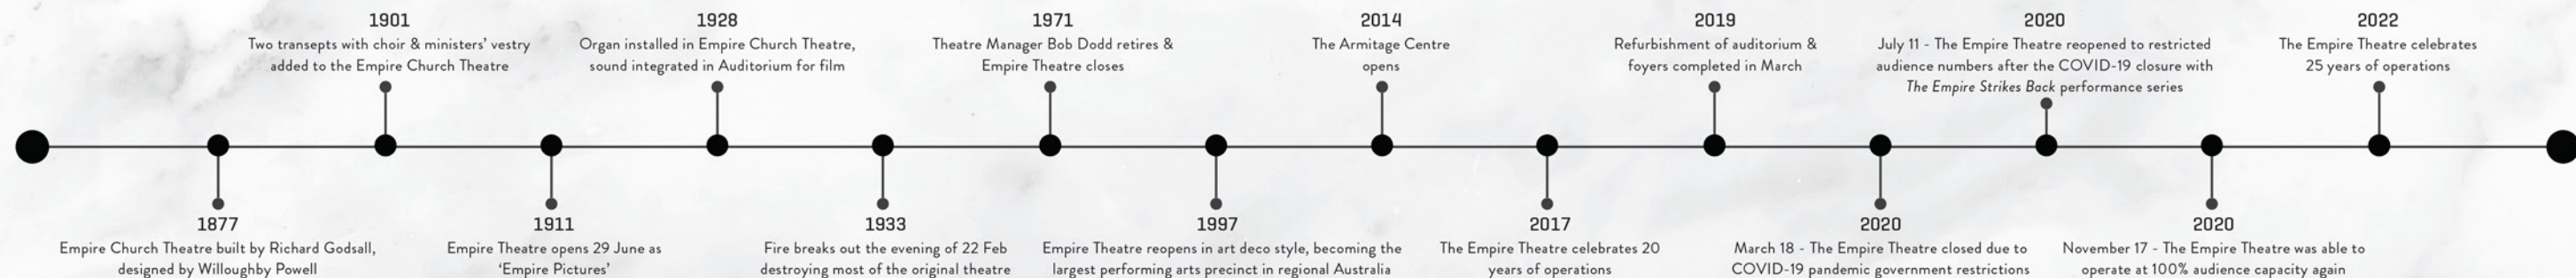 1901
Two transepts with choir & ministers' vestry
added to the Empire Church Theatre
1928
Organ installed in Empire Church Theatre,
sound integrated in Auditorium for film
1971
Theatre Manager Bob Dodd retires &
Empire Theatre closes
2014
The Armitage Centre
opens
2019
Refurbishment of auditorium &
foyers completed in March
2020
July 11 - The Empire Theatre reopened to restricted
audience numbers after the COVID-19 closure with
The Empire Strikes Back performance series
2022
The Empire Theatre celebrates
25 years of operations
1877
Empire Church Theatre built by Richard Godsall,
designed by Willoughby Powell
1911
Empire Theatre opens 29 June as
'Empire Pictures'
1933
Fire breaks out the evening of 22 Feb
destroying most of the original theatre
1997
Empire Theatre reopens in art deco style, becoming the
largest performing arts precinct in regional Australia
2017
The Empire Theatre celebrates 20
years of operations
2020
March 18 - The Empire Theatre closed due to
COVID-19 pandemic government restrictions
2020
November 17 - The Empire Theatre was able to
operate at 100% audience capacity again